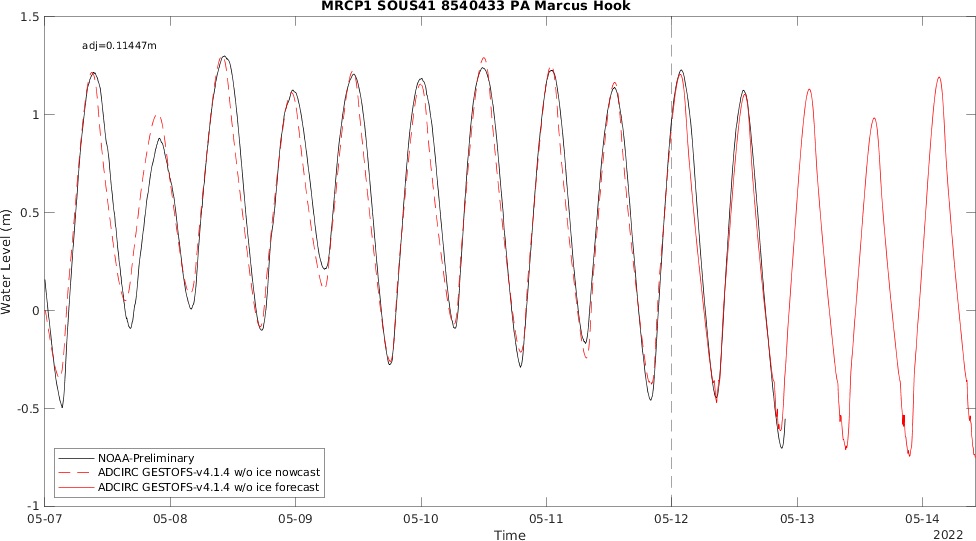 MRCP1 SOUS41 8540433 PA Marcus Hook
adj=0.11447m
1.5
1
0.5
0
-0.5
-1
Water Level (m)
NOAA-Preliminary
ADCIRC GESTOFS-v4.1.4 w/o ice nowcast
ADCIRC GESTOFS-v4.1.4 w/o ice forecast
05-07 05-08 05-09 05-10 05-11 05-12 05-13 05-14
Time
2022